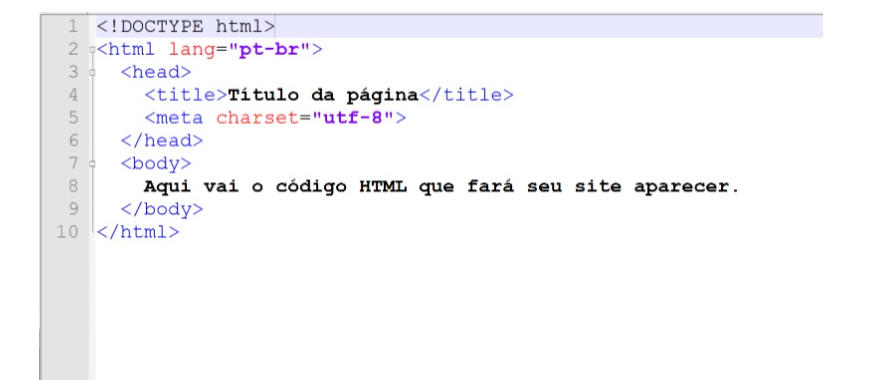 1 <!DOCTYPE html>
2 <html lang="pt-br">
3 <head>
4 <title>Título da página</title>
5 <meta charset="utf-8">
6 </head>
7 <body>
8 Aqui vai o código HTML que fará seu site aparecer.
9 </body>
10 </html>